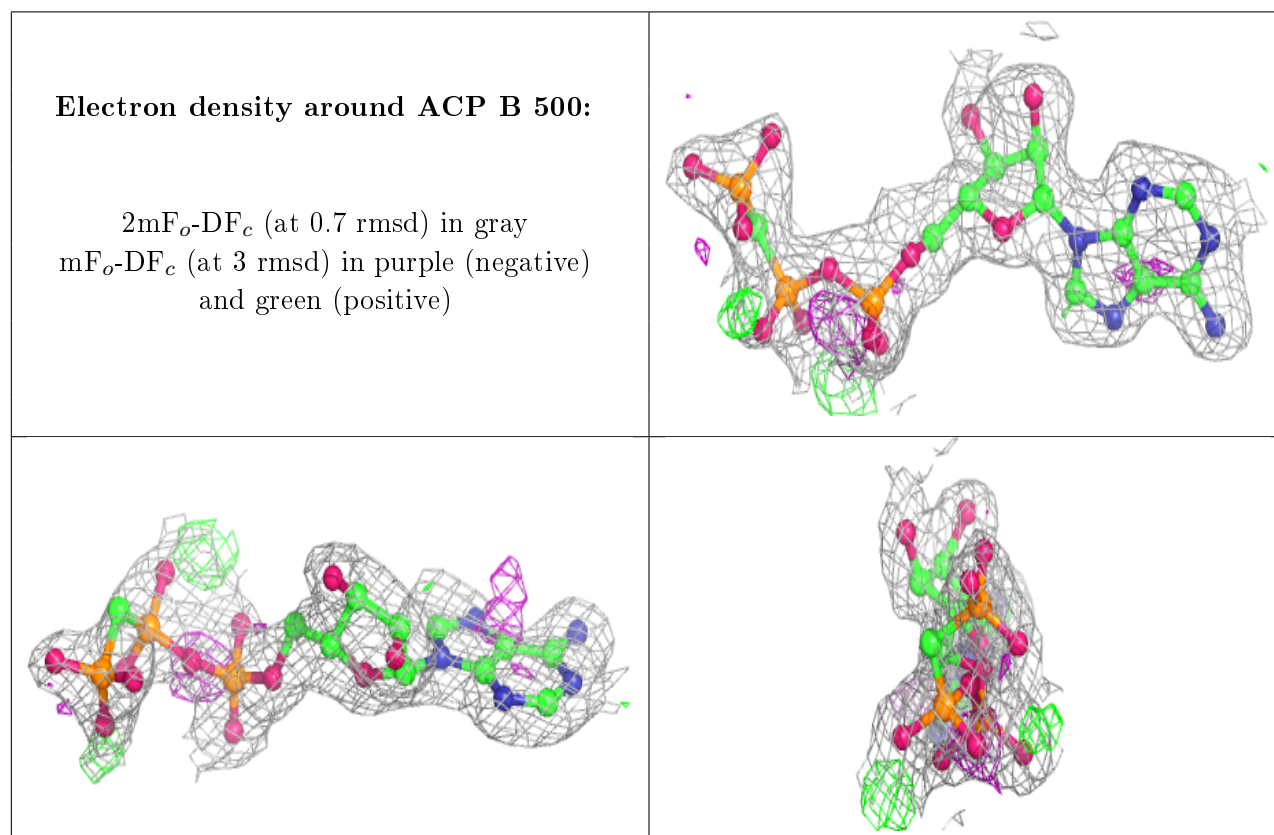 Electron density around ACP B 500:
2mFₒ-DF𝒸 (at 0.7 rmsd) in gray
mFₒ-DF𝒸 (at 3 rmsd) in purple (negative)
and green (positive)